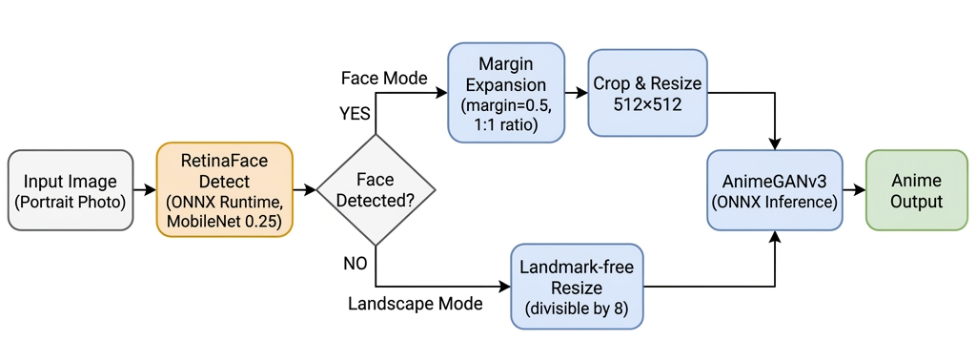 Input Image
(Portrait Photo)
RetinaFace
Detect
(ONNX Runtime,
MobileNet 0.25)
Face
Detected?
YES
Face Mode
Margin
Expansion
(margin=0.5,
1:1 ratio)
Crop & Resize
512×512
NO
Landscape Mode
Landmark-free
Resize
(divisible by 8)
AnimeGANv3
(ONNX Inference)
Anime
Output